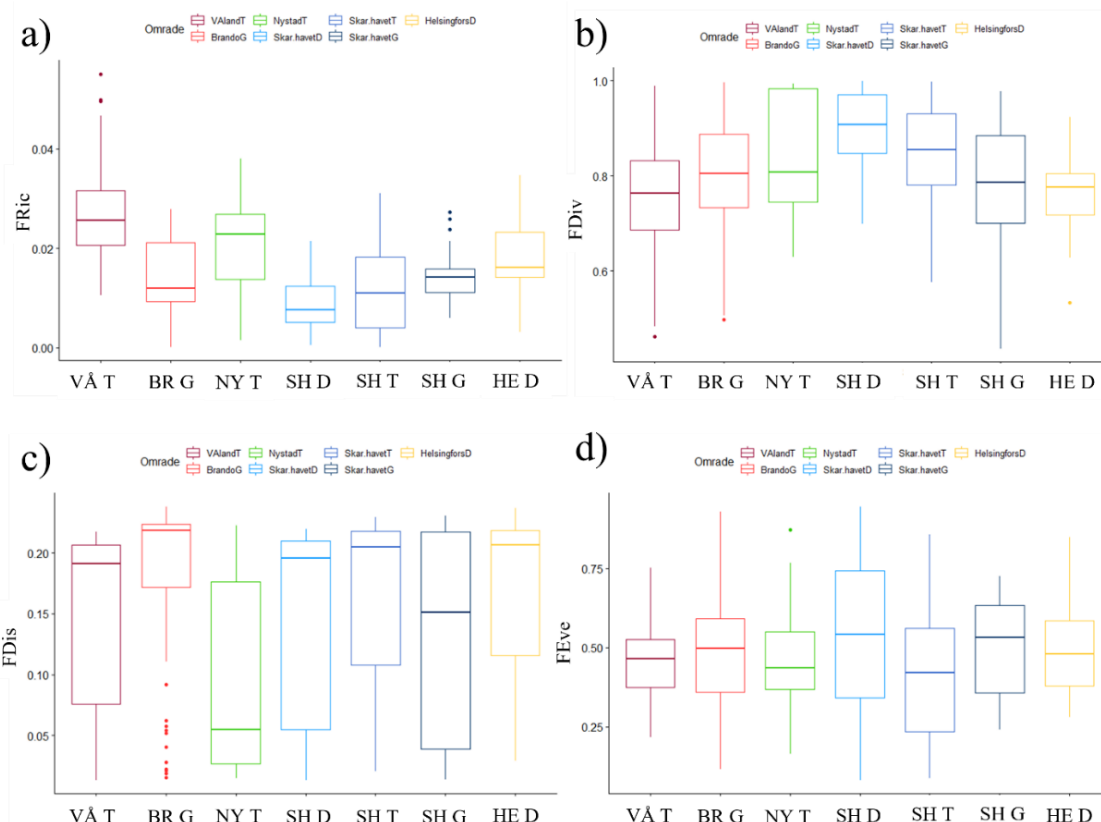 a)
Omrade VAlandT NystadT Skar.havetT HelsingforsD
BrandoG Skar.havetD Skar.havetG
FRic
0.04
0.02
0.00
VÅ T BR G NY T SH D SH T SH G HE D
b)
Omrade VAlandT NystadT Skar.havetT HelsingforsD
BrandoG Skar.havetD Skar.havetG
FDiv
1.0
0.8
0.6
VÅ T BR G NY T SH D SH T SH G HE D
c)
Omrade VAlandT NystadT Skar.havetT HelsingforsD
BrandoG Skar.havetD Skar.havetG
FDis
0.20
0.15
0.10
0.05
VÅ T BR G NY T SH D SH T SH G HE D
d)
Omrade VAlandT NystadT Skar.havetT HelsingforsD
BrandoG Skar.havetD Skar.havetG
FEve
0.75
0.50
0.25
VÅ T BR G NY T SH D SH T SH G HE D